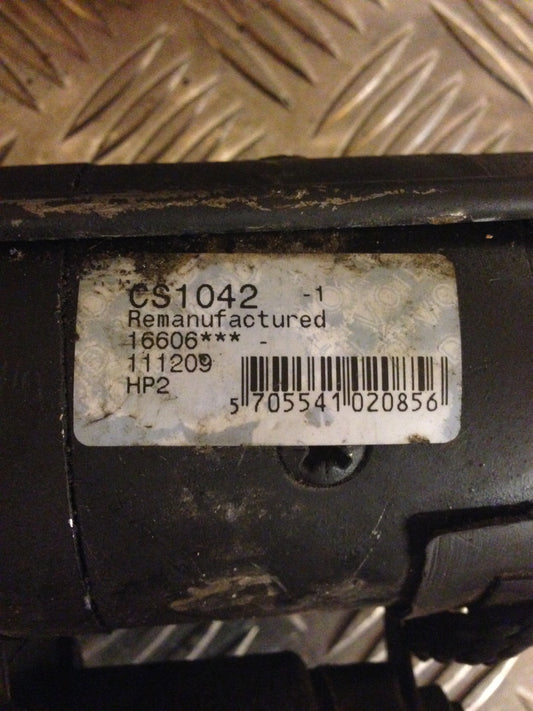 CS1042 -1
Remanufactured
16606*** -
111209
HP2
5 705541 020856